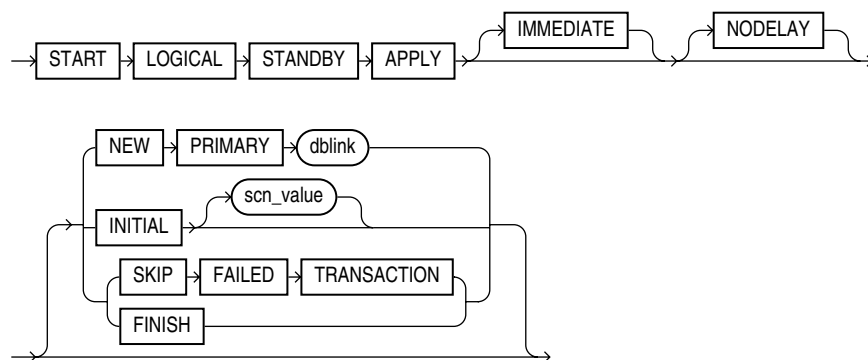 START LOGICAL STANDBY APPLY IMMEDIATE NODELAY
NEW PRIMARY dblink
INITIAL scn_value
SKIP FAILED TRANSACTION
FINISH